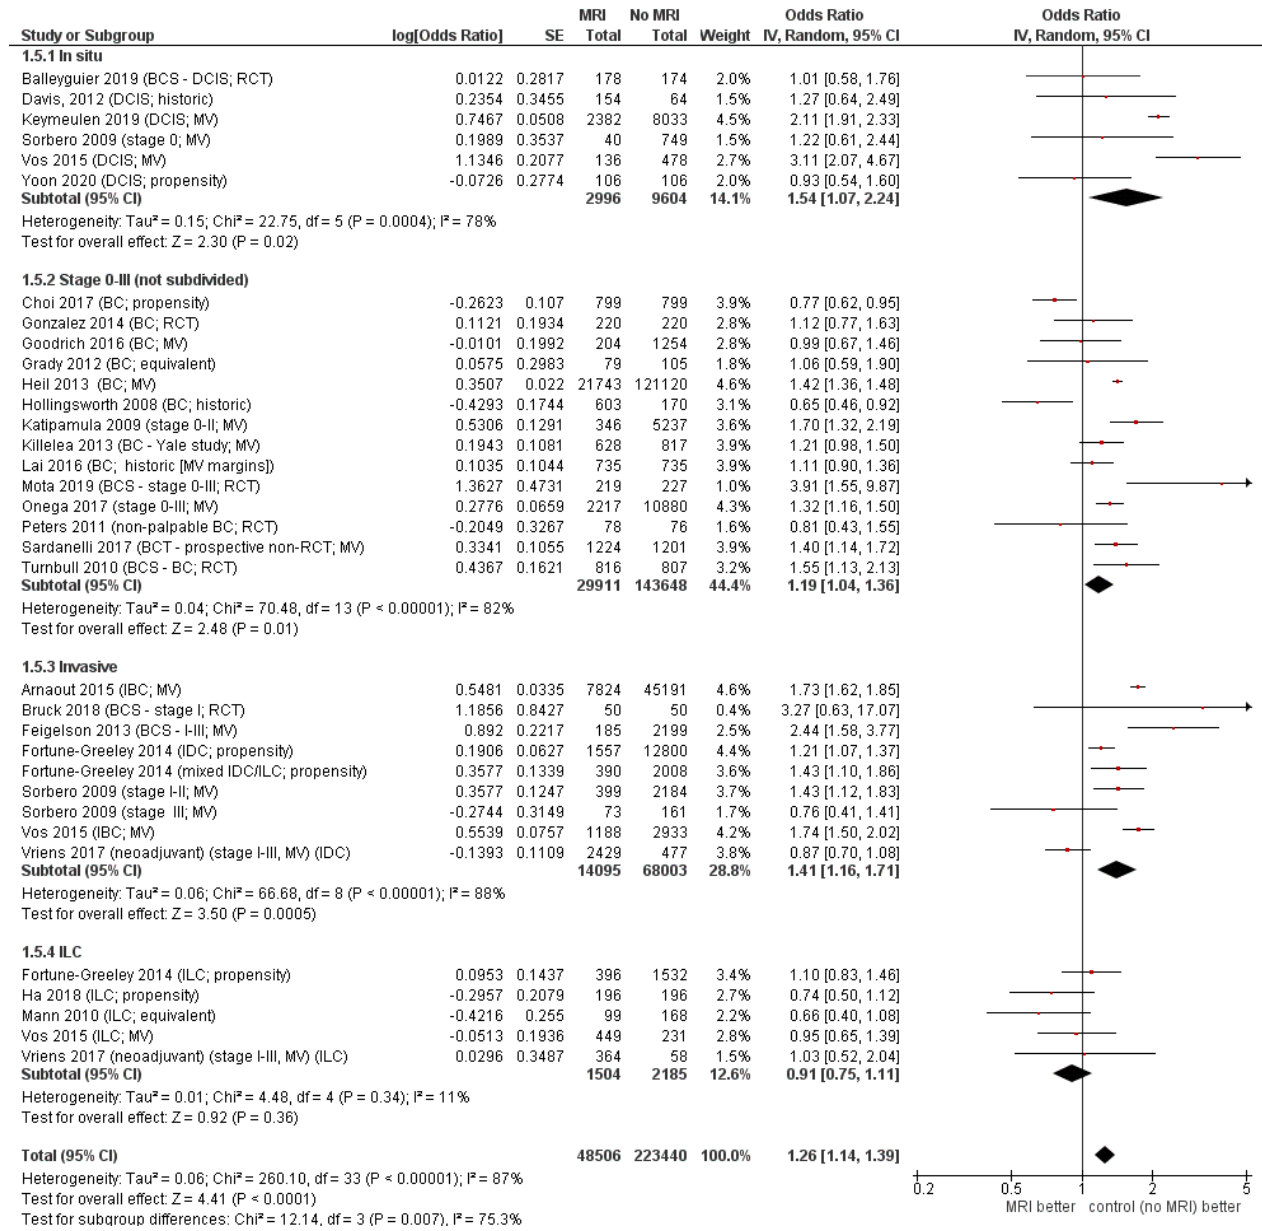 MRI No MRI Odds Ratio Odds Ratio
Study or Subgroup log[Odds Ratio] SE Total Total Weight IV, Random, 95% CI IV, Random, 95% CI
1.5.1 In situ
Balleyguier 2019 (BCS - DCIS; RCT) 0.0122 0.2817 178 174 2.0% 1.01 [0.58, 1.76]
Davis, 2012 (DCIS; historic) 0.2354 0.3455 154 64 1.5% 1.27 [0.64, 2.49]
Keymeulen 2019 (DCIS; MV) 0.7467 0.0508 2382 8033 4.5% 2.11 [1.91, 2.33]
Sorbero 2009 (stage 0; MV) 0.1989 0.3537 40 749 1.5% 1.22 [0.61, 2.44]
Vos 2015 (DCIS; MV) 1.1346 0.2077 136 478 2.7% 3.11 [2.07, 4.67]
Yoon 2020 (DCIS; propensity) -0.0726 0.2774 106 106 2.0% 0.93 [0.54, 1.60]
Subtotal (95% CI) 2996 9604 14.1% 1.54 [1.07, 2.24]
Heterogeneity: Tau² = 0.15; Chi² = 22.75, df = 5 (P = 0.0004); I² = 78%
Test for overall effect: Z = 2.30 (P = 0.02)
1.5.2 Stage 0-III (not subdivided)
Choi 2017 (BC; propensity) -0.2623 0.107 799 799 3.9% 0.77 [0.62, 0.95]
Gonzalez 2014 (BC; RCT) 0.1121 0.1934 220 220 2.8% 1.12 [0.77, 1.63]
Goodrich 2016 (BC; MV) -0.0101 0.1992 204 1254 2.8% 0.99 [0.67, 1.46]
Grady 2012 (BC; equivalent) 0.0575 0.2983 79 105 1.8% 1.06 [0.59, 1.90]
Heil 2013 (BC; MV) 0.3507 0.022 21743 121120 4.6% 1.42 [1.36, 1.48]
Hollingsworth 2008 (BC; historic) -0.4293 0.1744 603 170 3.1% 0.65 [0.46, 0.92]
Katipamula 2009 (stage 0-II; MV) 0.5306 0.1291 346 5237 3.6% 1.70 [1.32, 2.19]
Killelea 2013 (BC - Yale study; MV) 0.1943 0.1081 628 817 3.9% 1.21 [0.98, 1.50]
Lai 2016 (BC; historic [MV margins]) 0.1035 0.1044 735 735 3.9% 1.11 [0.90, 1.36]
Mota 2019 (BCS - stage 0-III; RCT) 1.3627 0.4731 219 227 1.0% 3.91 [1.55, 9.87]
Onega 2017 (stage 0-III; MV) 0.2776 0.0659 2217 10880 4.3% 1.32 [1.16, 1.50]
Peters 2011 (non-palpable BC; RCT) -0.2049 0.3267 78 76 1.6% 0.81 [0.43, 1.55]
Sardanelli 2017 (BCT - prospective non-RCT; MV) 0.3341 0.1055 1224 1201 3.9% 1.40 [1.14, 1.72]
Turnbull 2010 (BCS - BC; RCT) 0.4367 0.1621 816 807 3.2% 1.55 [1.13, 2.13]
Subtotal (95% CI) 29911 143648 44.4% 1.19 [1.04, 1.36]
Heterogeneity: Tau² = 0.04; Chi² = 70.48, df = 13 (P < 0.00001); I² = 82%
Test for overall effect: Z = 2.48 (P = 0.01)
1.5.3 Invasive
Arnaout 2015 (IBC; MV) 0.5481 0.0335 7824 45191 4.6% 1.73 [1.62, 1.85]
Bruck 2018 (BCS - stage I; RCT) 1.1856 0.8427 50 50 0.4% 3.27 [0.63, 17.07]
Feigelson 2013 (BCS - I-III; MV) 0.892 0.2217 185 2199 2.5% 2.44 [1.58, 3.77]
Fortune-Greeley 2014 (IDC; propensity) 0.1906 0.0627 1557 12800 4.4% 1.21 [1.07, 1.37]
Fortune-Greeley 2014 (mixed IDC/ILC; propensity) 0.3577 0.1339 390 2008 3.6% 1.43 [1.10, 1.86]
Sorbero 2009 (stage I-II; MV) 0.3577 0.1247 399 2184 3.7% 1.43 [1.12, 1.83]
Sorbero 2009 (stage III; MV) -0.2744 0.3149 73 161 1.7% 0.76 [0.41, 1.41]
Vos 2015 (IBC; MV) 0.5539 0.0757 1188 2933 4.2% 1.74 [1.50, 2.02]
Vriens 2017 (neoadjuvant) (stage I-III, MV) (IDC) -0.1393 0.1109 2429 477 3.8% 0.87 [0.70, 1.08]
Subtotal (95% CI) 14095 68003 28.8% 1.41 [1.16, 1.71]
Heterogeneity: Tau² = 0.06; Chi² = 66.68, df = 8 (P < 0.00001); I² = 88%
Test for overall effect: Z = 3.50 (P = 0.0005)
1.5.4 ILC
Fortune-Greeley 2014 (ILC; propensity) 0.0953 0.1437 396 1532 3.4% 1.10 [0.83, 1.46]
Ha 2018 (ILC; propensity) -0.2957 0.2079 196 196 2.7% 0.74 [0.50, 1.12]
Mann 2010 (ILC; equivalent) -0.4216 0.255 99 168 2.2% 0.66 [0.40, 1.08]
Vos 2015 (ILC; MV) -0.0513 0.1936 449 231 2.8% 0.95 [0.65, 1.39]
Vriens 2017 (neoadjuvant) (stage I-III, MV) (ILC) 0.0296 0.3487 364 58 1.5% 1.03 [0.52, 2.04]
Subtotal (95% CI) 1504 2185 12.6% 0.91 [0.75, 1.11]
Heterogeneity: Tau² = 0.01; Chi² = 4.48, df = 4 (P = 0.34); I² = 11%
Test for overall effect: Z = 0.92 (P = 0.36)
Total (95% CI) 48506 223440 100.0% 1.26 [1.14, 1.39]
Heterogeneity: Tau² = 0.06; Chi² = 260.10, df = 33 (P < 0.00001); I² = 87%
Test for overall effect: Z = 4.41 (P < 0.0001)
Test for subgroup differences: Chi² = 12.14, df = 3 (P = 0.007), I² = 75.3%
0.2 0.5 1 2 5
MRI better control (no MRI) better